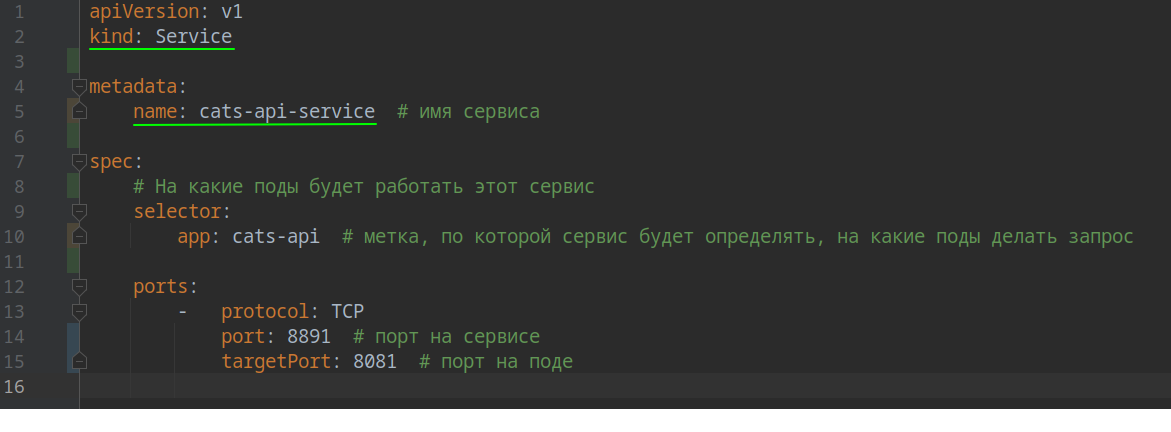 1 apiVersion: v1
2 kind: Service
3
4 metadata:
5     name: cats-api-service  # имя сервиса
6
7 spec:
8     # На какие поды будет работать этот сервис
9     selector:
10         app: cats-api  # метка, по которой сервис будет определять, на какие поды делать запрос
11
12     ports:
13         -   protocol: TCP
14             port: 8891  # порт на сервисе
15             targetPort: 8081  # порт на поде
16